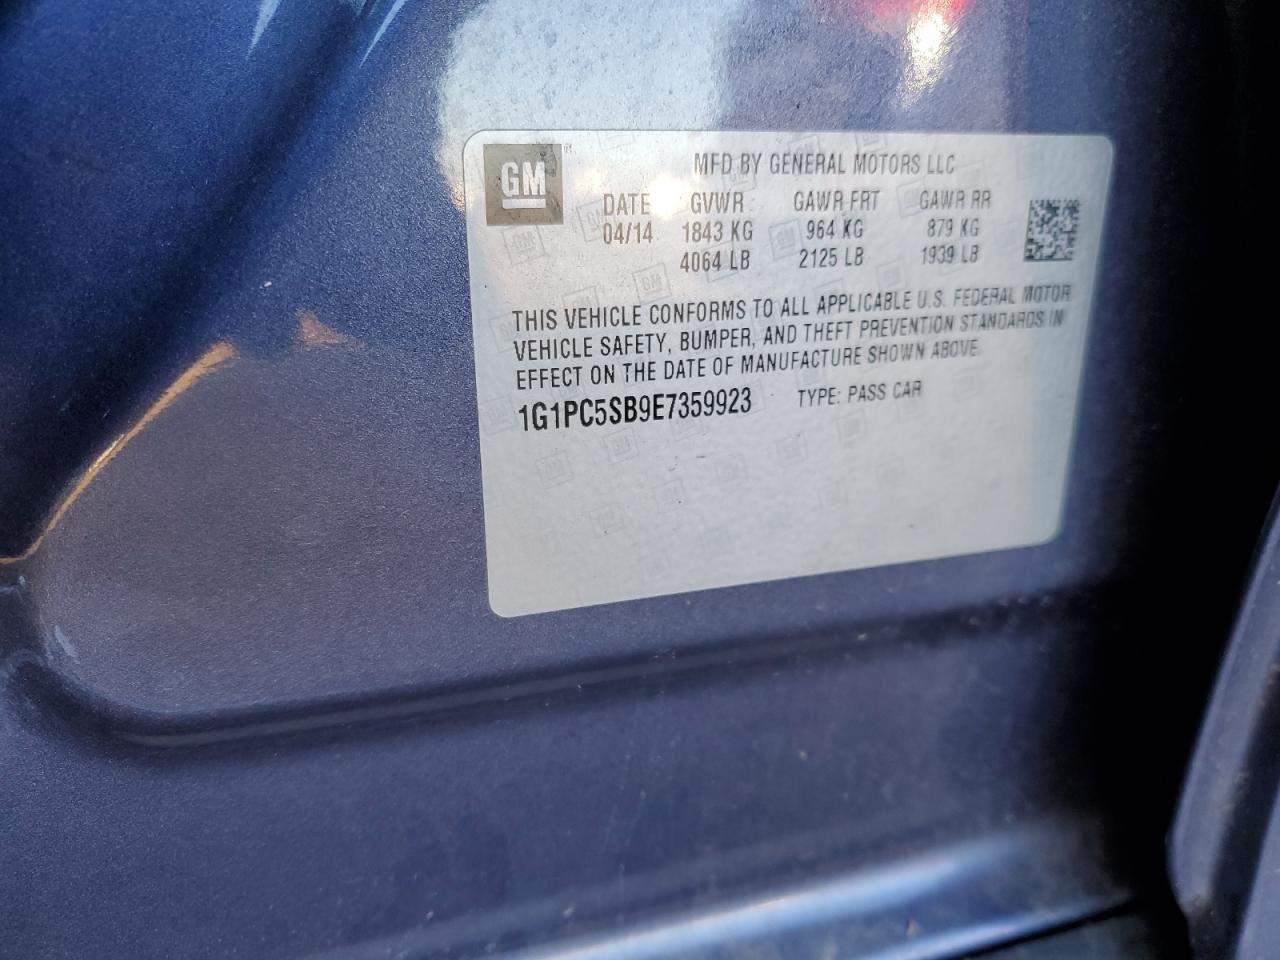 GM
MFD BY GENERAL MOTORS LLC
DATE GVWR GAWR FRT GAWR RR
04/14 1843 KG 964 KG 879 KG
4064 LB 2125 LB 1939 LB
THIS VEHICLE CONFORMS TO ALL APPLICABLE U.S. FEDERAL MOTOR
VEHICLE SAFETY, BUMPER, AND THEFT PREVENTION STANDARDS IN
EFFECT ON THE DATE OF MANUFACTURE SHOWN ABOVE.
1G1PC5SB9E7359923 TYPE: PASS CAR